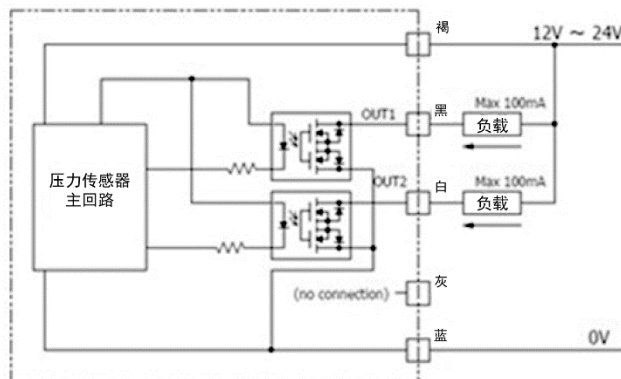 褐
12V ～ 24V
OUT1
黑
Max 100mA
负载
压力传感器
主回路
OUT2
白
Max 100mA
负载
灰
(no connection)
蓝
0V